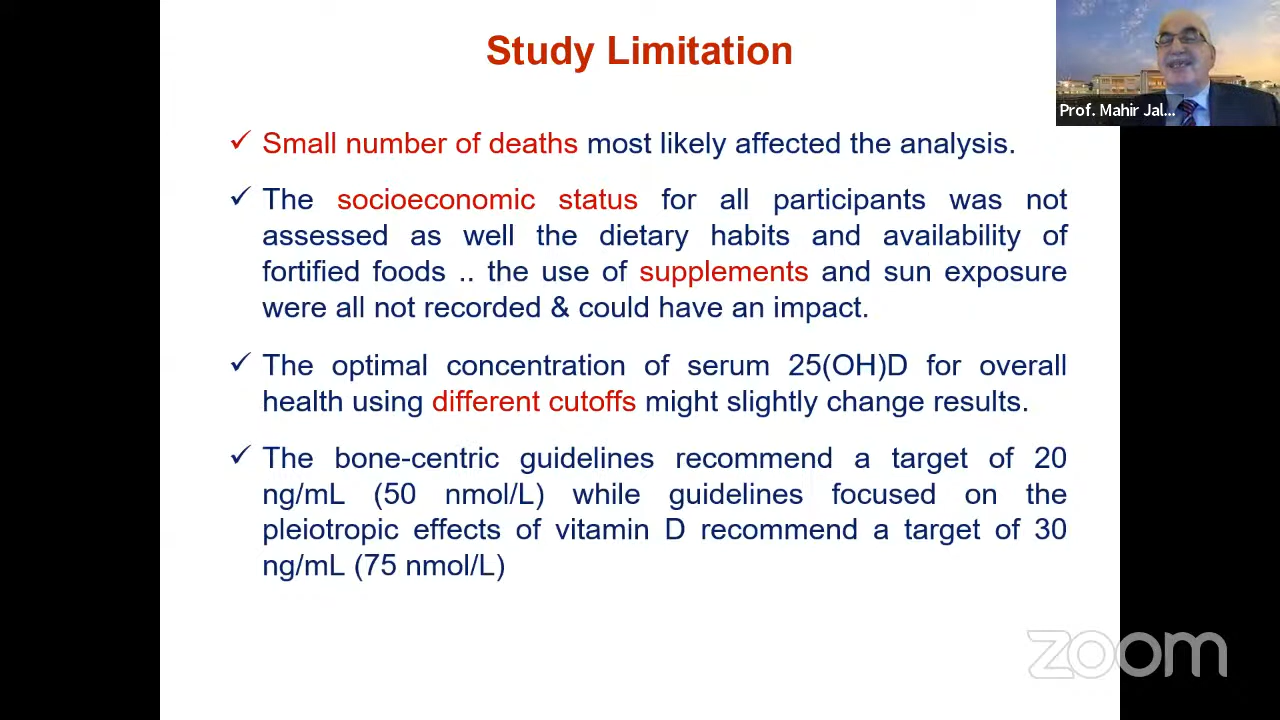 Study Limitation
Prof. Mahir Jal...
✓ Small number of deaths most likely affected the analysis.
✓ The socioeconomic status for all participants was not
assessed as well the dietary habits and availability of
fortified foods .. the use of supplements and sun exposure
were all not recorded & could have an impact.
✓ The optimal concentration of serum 25(OH)D for overall
health using different cutoffs might slightly change results.
✓ The bone-centric guidelines recommend a target of 20
ng/mL (50 nmol/L) while guidelines focused on the
pleiotropic effects of vitamin D recommend a target of 30
ng/mL (75 nmol/L)
zoom